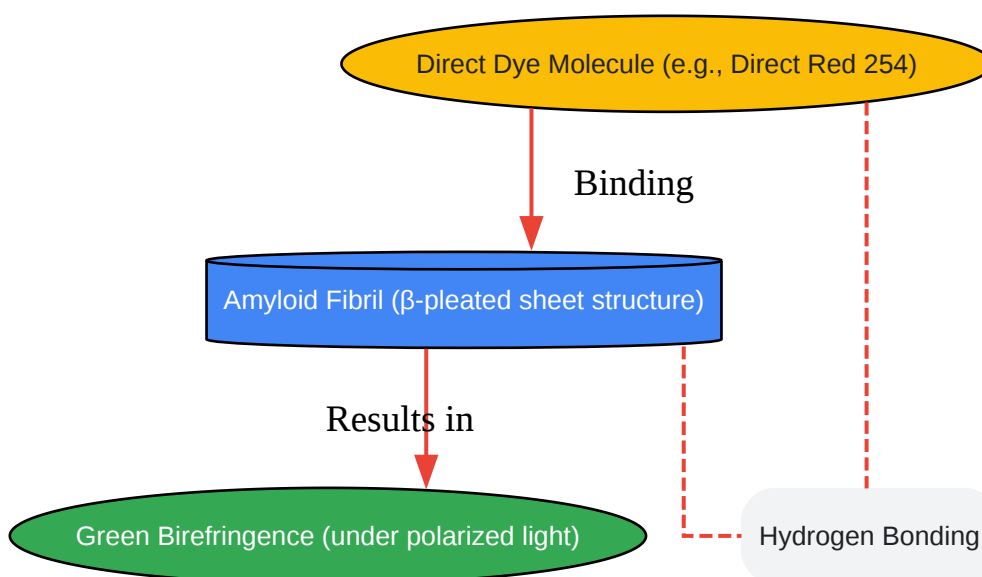 Direct Dye Molecule (e.g., Direct Red 254)
Binding
Amyloid Fibril (β-pleated sheet structure)
Results in
Green Birefringence (under polarized light)
Hydrogen Bonding